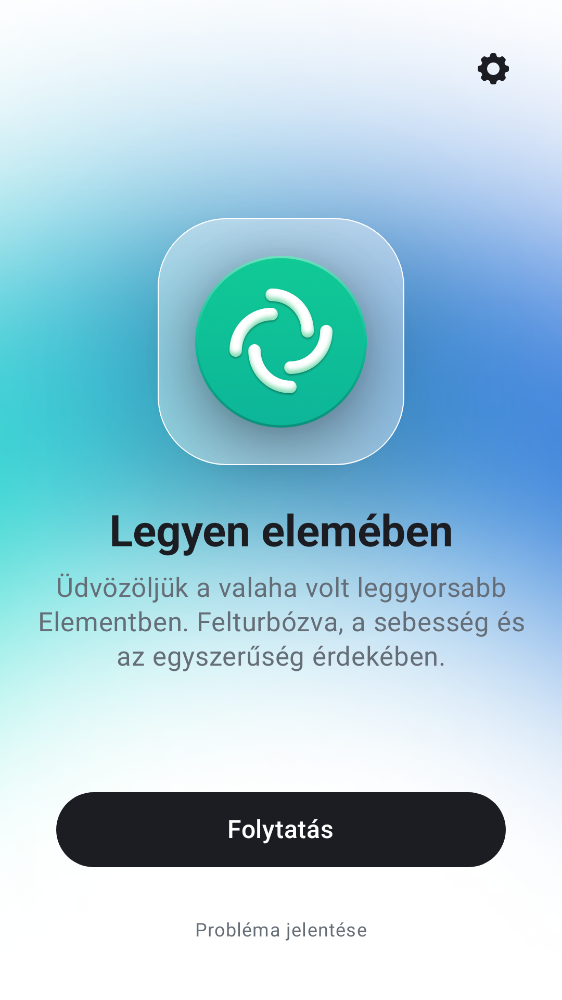 Legyen elemében
Üdvözöljük a valaha volt leggyorsabb
Elementben. Felturbózva, a sebesség és
az egyszerűség érdekében.
Folytatás
Probléma jelentése